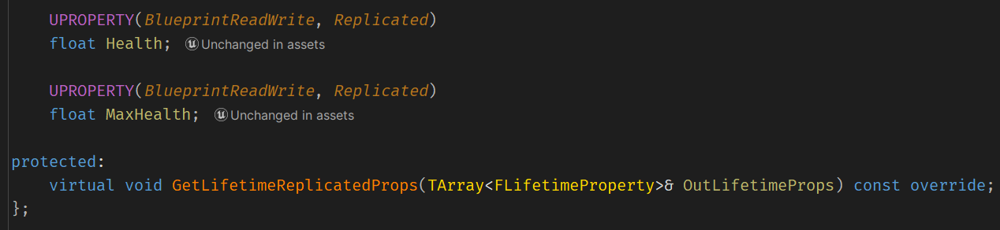 UPROPERTY(BlueprintReadWrite, Replicated)
float Health; Unchanged in assets
UPROPERTY(BlueprintReadWrite, Replicated)
float MaxHealth; Unchanged in assets
protected:
virtual void GetLifetimeReplicatedProps(TArray<FLifetimeProperty>& OutLifetimeProps) const override;
};